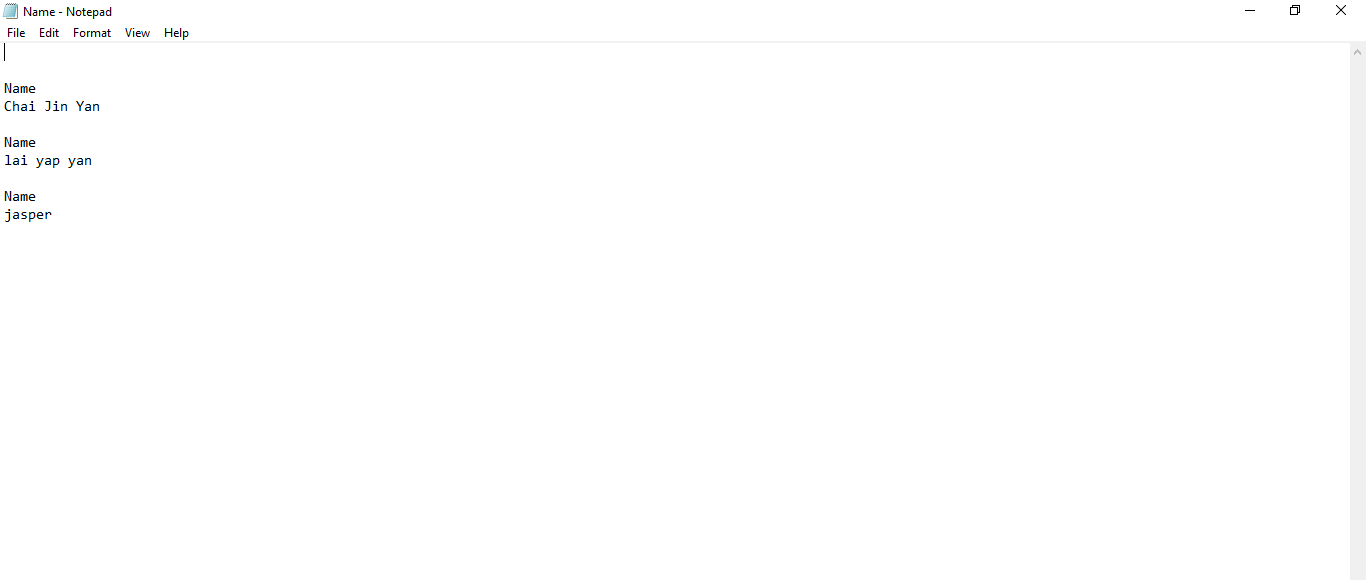 Name - Notepad
File Edit Format View Help
Name
Chai Jin Yan
Name
lai yap yan
Name
jasper